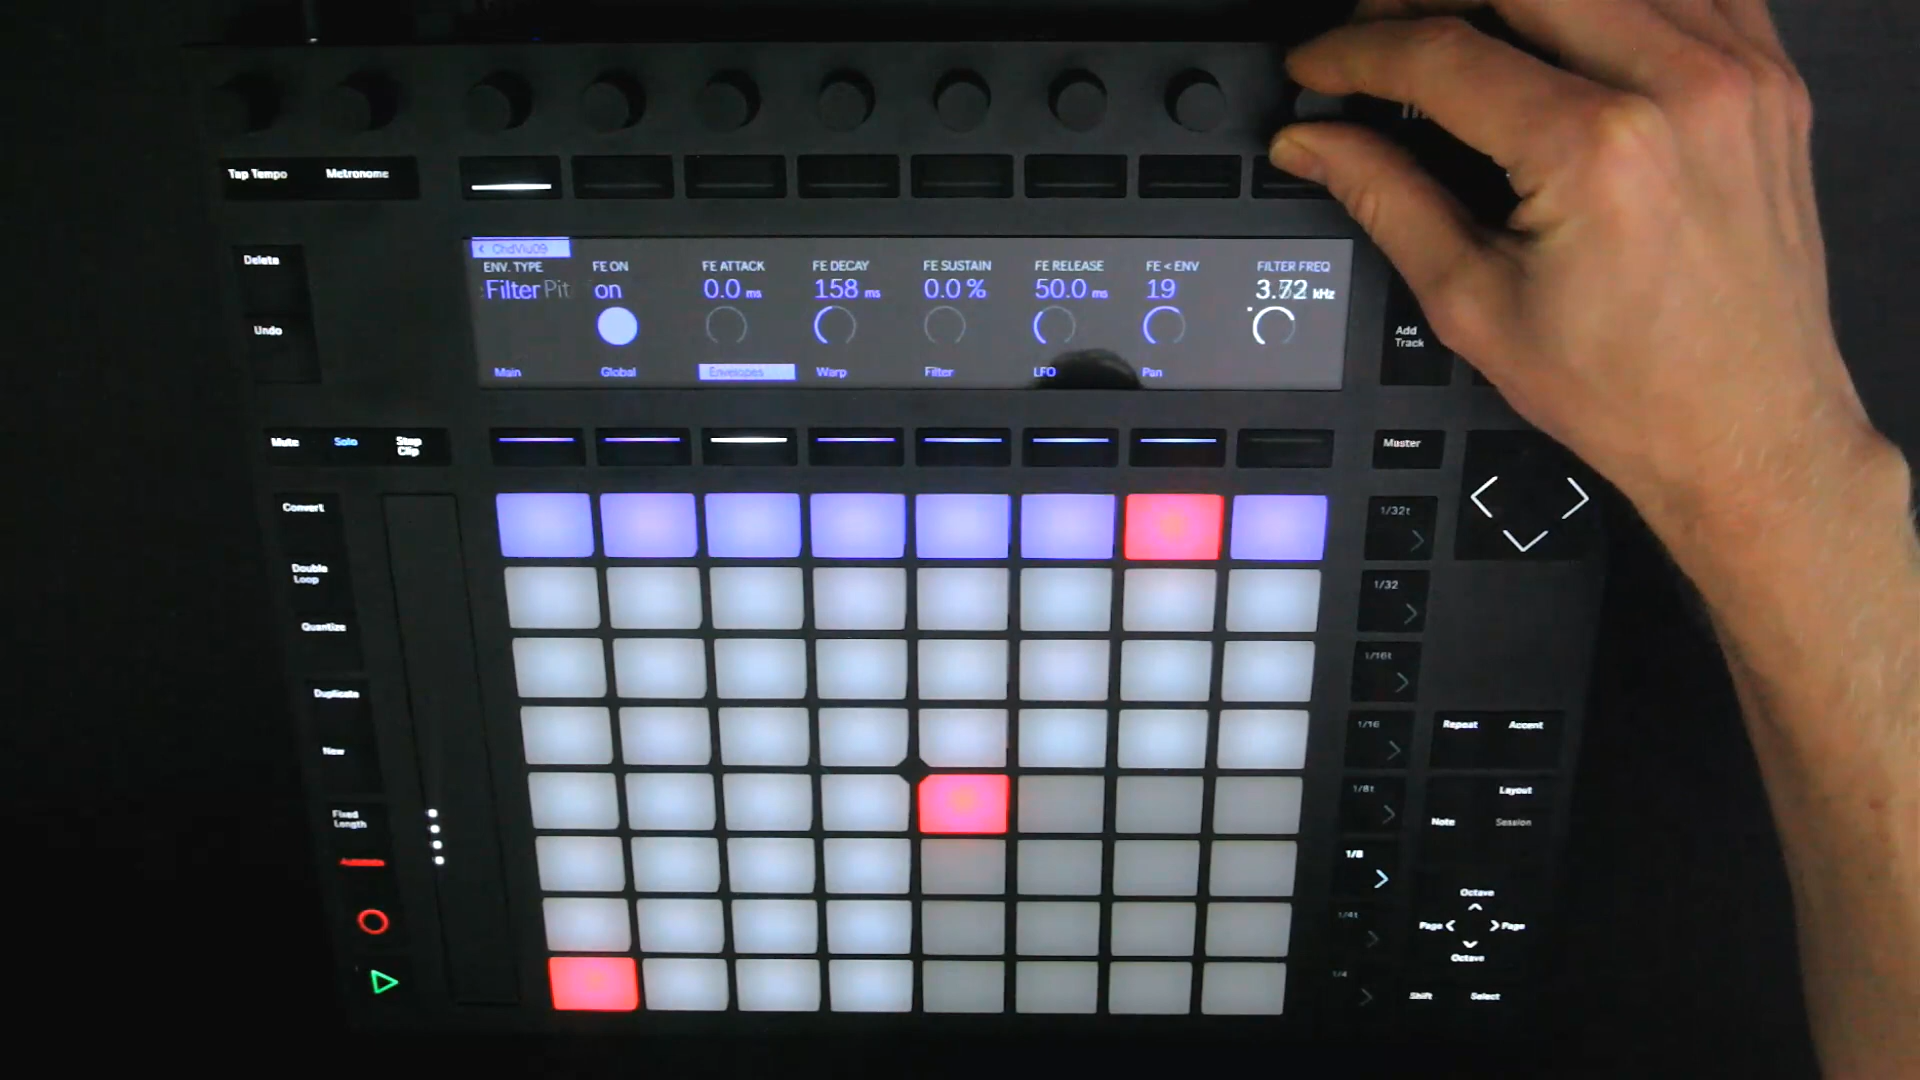 Tap Tempo Metronome
Delete
Undo
< ChdViu09
ENV. TYPE FE ON FE ATTACK FE DECAY FE SUSTAIN FE RELEASE FE < ENV FILTER FREQ
Filter Pit on 0.0 ms 158 ms 0.0 % 50.0 ms 19 3.72 kHz
Main Global Envelopes Warp Filter LFO Pan
Add
Track
Mute Solo Stop
Clip
Master
Convert
Double
Loop
Quantize
Duplicate
New
Fixed
Length
Automate
1/32t
1/32
1/16t
1/16
1/8t
1/8
1/4t
1/4
Repeat Accent
Layout
Note Session
Octave
Page < > Page
Octave
Shift Select